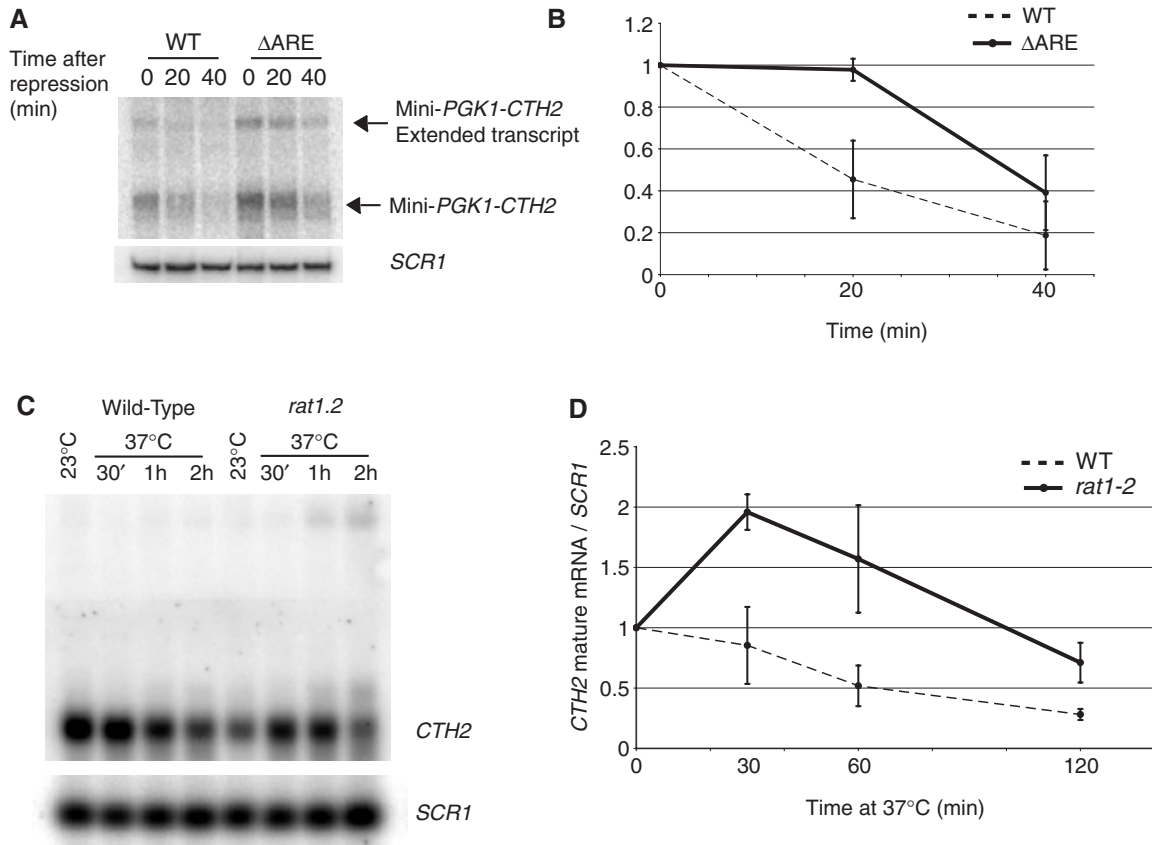 A
WT ΔARE
Time after
repression
(min)
0 20 40 0 20 40
Mini-PGK1-CTH2
Extended transcript
Mini-PGK1-CTH2
SCR1
B
WT
ΔARE
1.2
1
0.8
0.6
0.4
0.2
0
0 20 40
Time (min)
C
Wild-Type rat1.2
23°C 37°C 23°C 37°C
30′ 1h 2h 30′ 1h 2h
CTH2
SCR1
D
WT
rat1-2
CTH2 mature mRNA / SCR1
2.5
2
1.5
1
0.5
0
0 30 60 120
Time at 37°C (min)